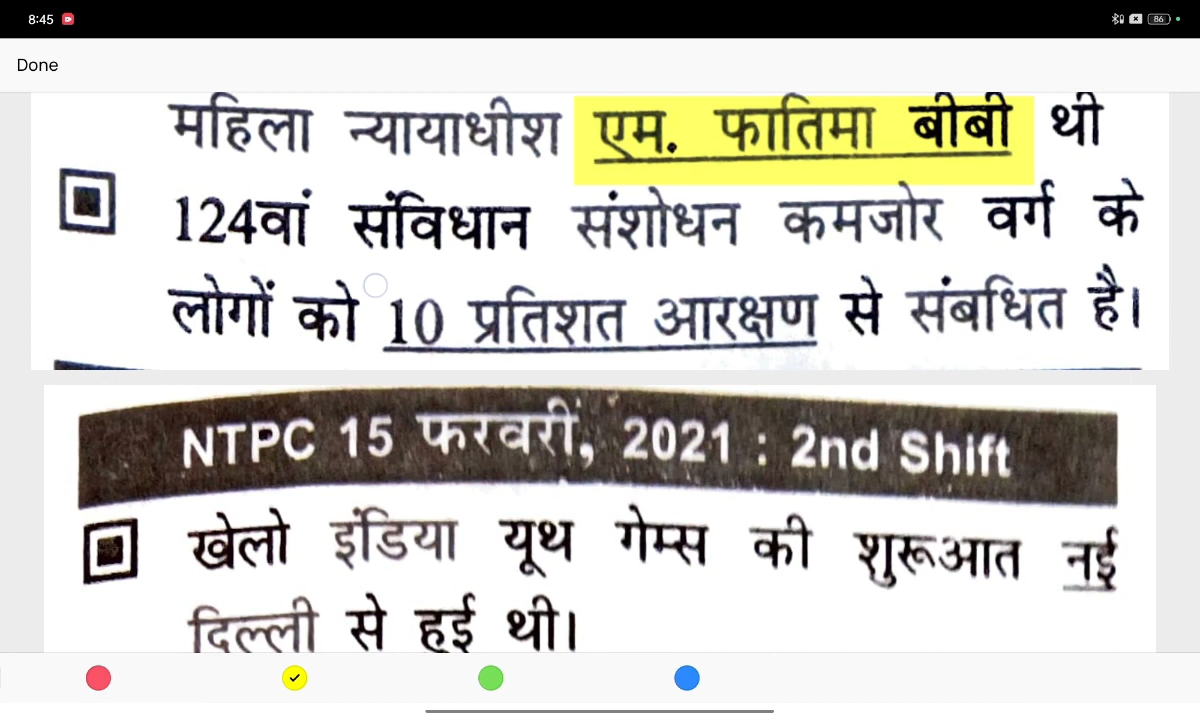 8:45
86
Done
महिला न्यायाधीश एम. फातिमा बीबी थी
124वां संविधान संशोधन कमजोर वर्ग के
लोगों को 10 प्रतिशत आरक्षण से संबधित है।
NTPC 15 फरवरी, 2021 : 2nd Shift
खेलो इंडिया यूथ गेम्स की शुरूआत नई
दिल्ली से हुई थी।